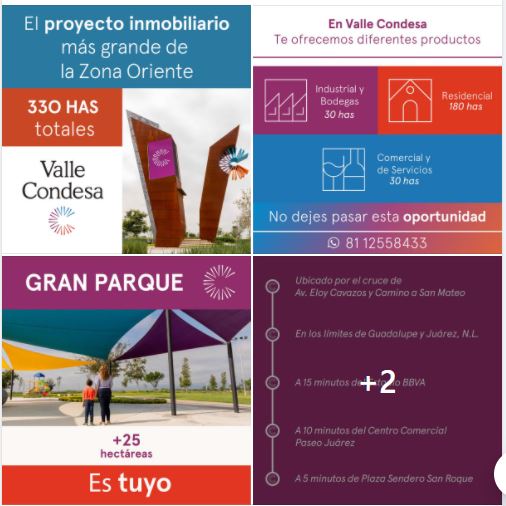 El proyecto inmobiliario
más grande de
la Zona Oriente
330 HAS
totales
Valle
Condesa
En Valle Condesa
Te ofrecemos diferentes productos
Industrial y
Bodegas
30 has
Residencial
180 has
Comercial y
de Servicios
30 has
No dejes pasar esta oportunidad
81 12558433
GRAN PARQUE
+25
hectáreas
Es tuyo
Ubicado por el cruce de
Av. Eloy Cavazos y Camino a San Mateo
En los límites de Guadalupe y Juárez, N.L.
A 15 minutos de BBVA
+2
A 10 minutos del Centro Comercial
Paseo Juárez
A 5 minutos de Plaza Sendero San Roque